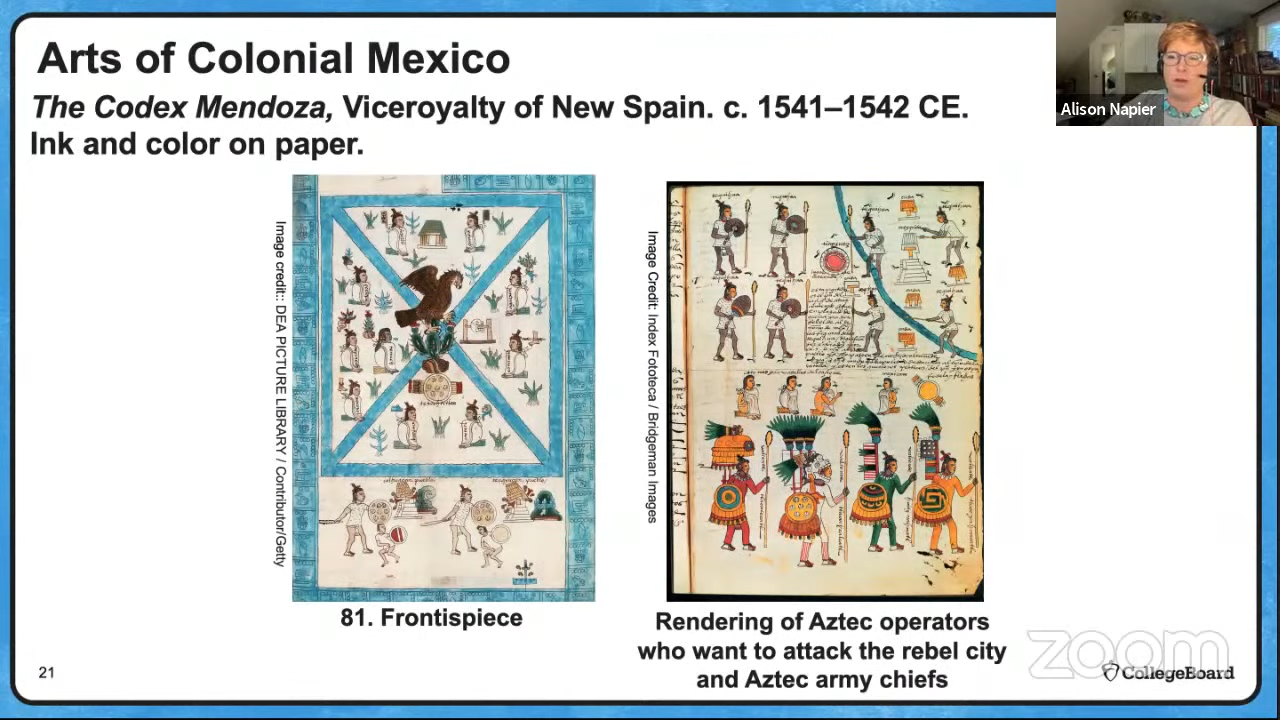 Arts of Colonial Mexico
The Codex Mendoza, Viceroyalty of New Spain. c. 1541–1542 CE.
Ink and color on paper.
Alison Napier
Image credit:: DEA PICTURE LIBRARY / Contributor/Getty
Image Credit: Index Fototeca / Bridgeman Images
81. Frontispiece
Rendering of Aztec operators
who want to attack the rebel city
and Aztec army chiefs
21
zoom
CollegeBoard